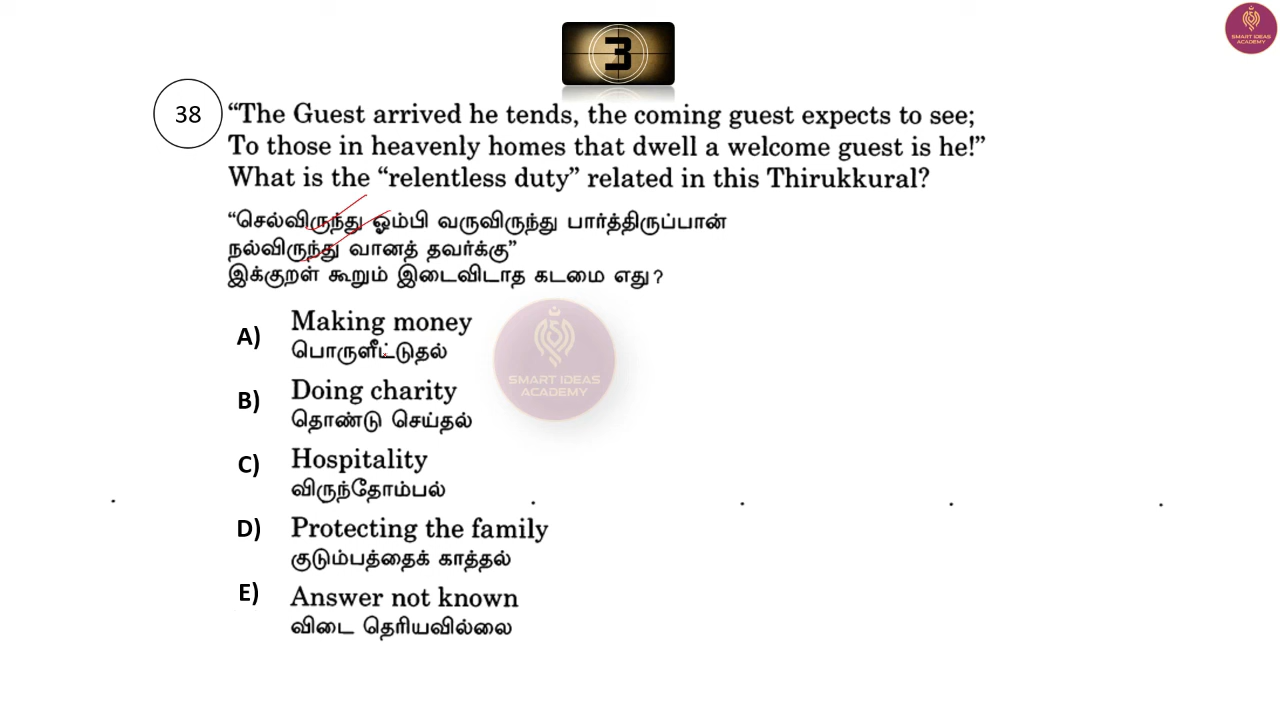 3
SMART IDEAS
ACADEMY
38
“The Guest arrived he tends, the coming guest expects to see;
To those in heavenly homes that dwell a welcome guest is he!”
What is the “relentless duty” related in this Thirukkural?
“செல்விருந்து ஓம்பி வருவிருந்து பார்த்திருப்பான்
நல்விருந்து வானத் தவர்க்கு”
இக்குறள் கூறும் இடைவிடாத கடமை எது?
A) Making money
பொருளீட்டுதல்
B) Doing charity
தொண்டு செய்தல்
C) Hospitality
விருந்தோம்பல்
D) Protecting the family
குடும்பத்தைக் காத்தல்
E) Answer not known
விடை தெரியவில்லை
SMART IDEAS
ACADEMY